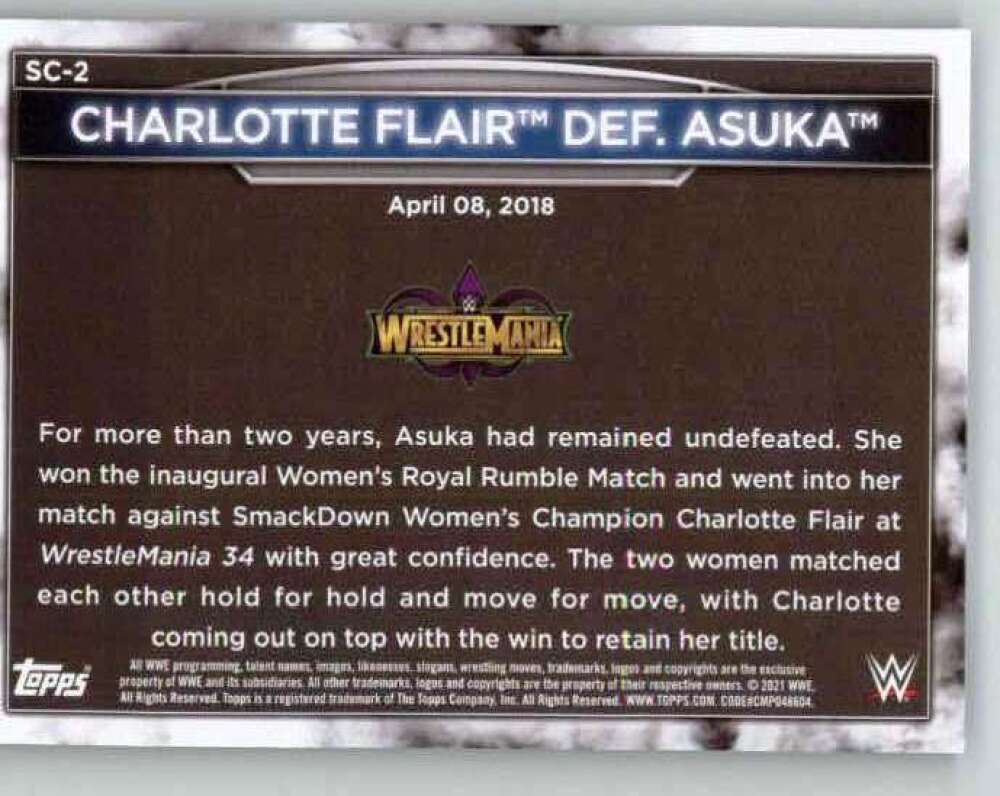 SC-2
CHARLOTTE FLAIR™ DEF. ASUKA™
April 08, 2018
WRESTLEMANIA
For more than two years, Asuka had remained undefeated. She
won the inaugural Women's Royal Rumble Match and went into her
match against SmackDown Women's Champion Charlotte Flair at
WrestleMania 34 with great confidence. The two women matched
each other hold for hold and move for move, with Charlotte
coming out on top with the win to retain her title.
topps
All WWE programming, talent names, images, likenesses, slogans, wrestling moves, trademarks, logos and copyrights are the exclusive
property of WWE and its subsidiaries. All other trademarks, logos and copyrights are the property of their respective owners. © 2021 WWE.
All Rights Reserved. Topps is a registered trademark of The Topps Company, Inc. All Rights Reserved. WWW.TOPPS.COM. CODE#CMP048604.
W